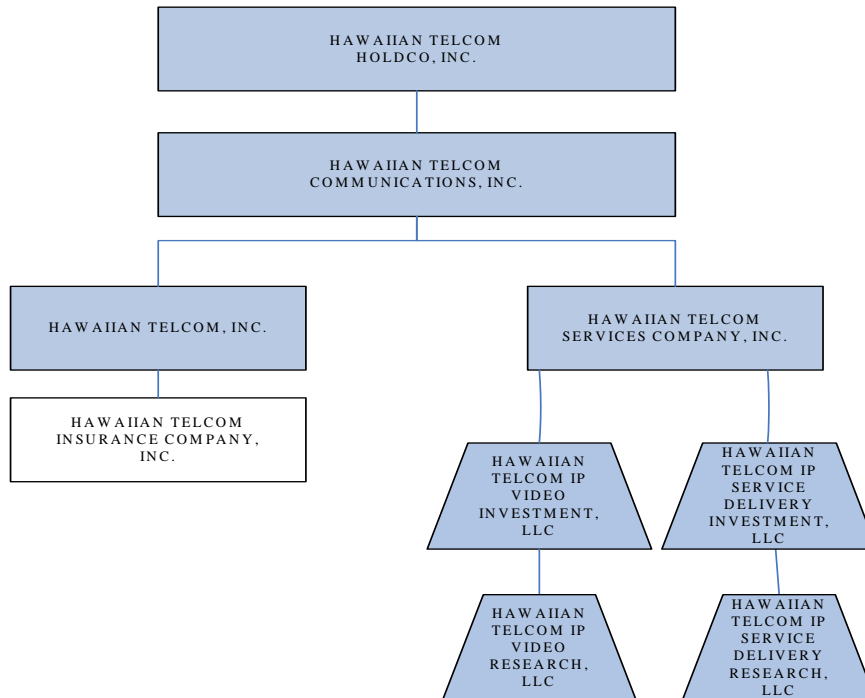 HAWAIIAN TELCOM
HOLDCO, INC.
HAWAIIAN TELCOM
COMMUNICATIONS, INC.
HAWAIIAN TELCOM, INC.
HAWAIIAN TELCOM
SERVICES COMPANY, INC.
HAWAIIAN TELCOM
INSURANCE COMPANY,
INC.
HAWAIIAN
TELCOM IP
VIDEO
INVESTMENT,
LLC
HAWAIIAN
TELCOM IP
SERVICE
DELIVERY
INVESTMENT,
LLC
HAWAIIAN
TELCOM IP
VIDEO
RESEARCH,
LLC
HAWAIIAN
TELCOM IP
SERVICE
DELIVERY
RESEARCH,
LLC